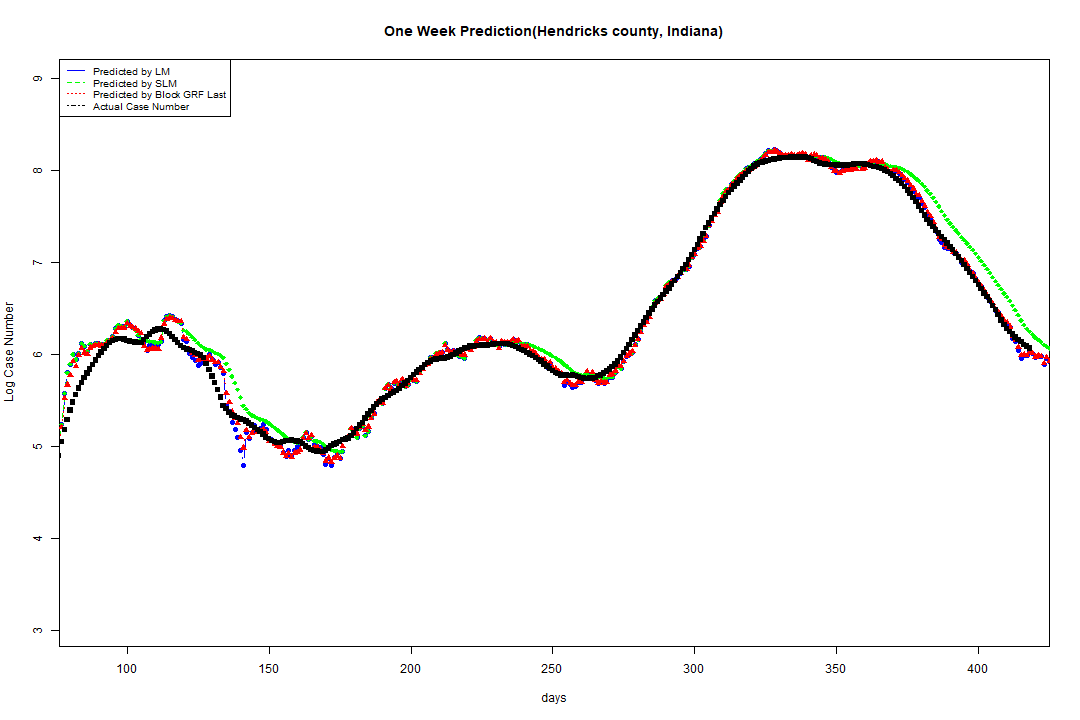 One Week Prediction(Hendricks county, Indiana)
Predicted by LM
Predicted by SLM
Predicted by Block GRF Last
Actual Case Number
9
8
7
6
5
4
3
Log Case Number
100 150 200 250 300 350 400
days